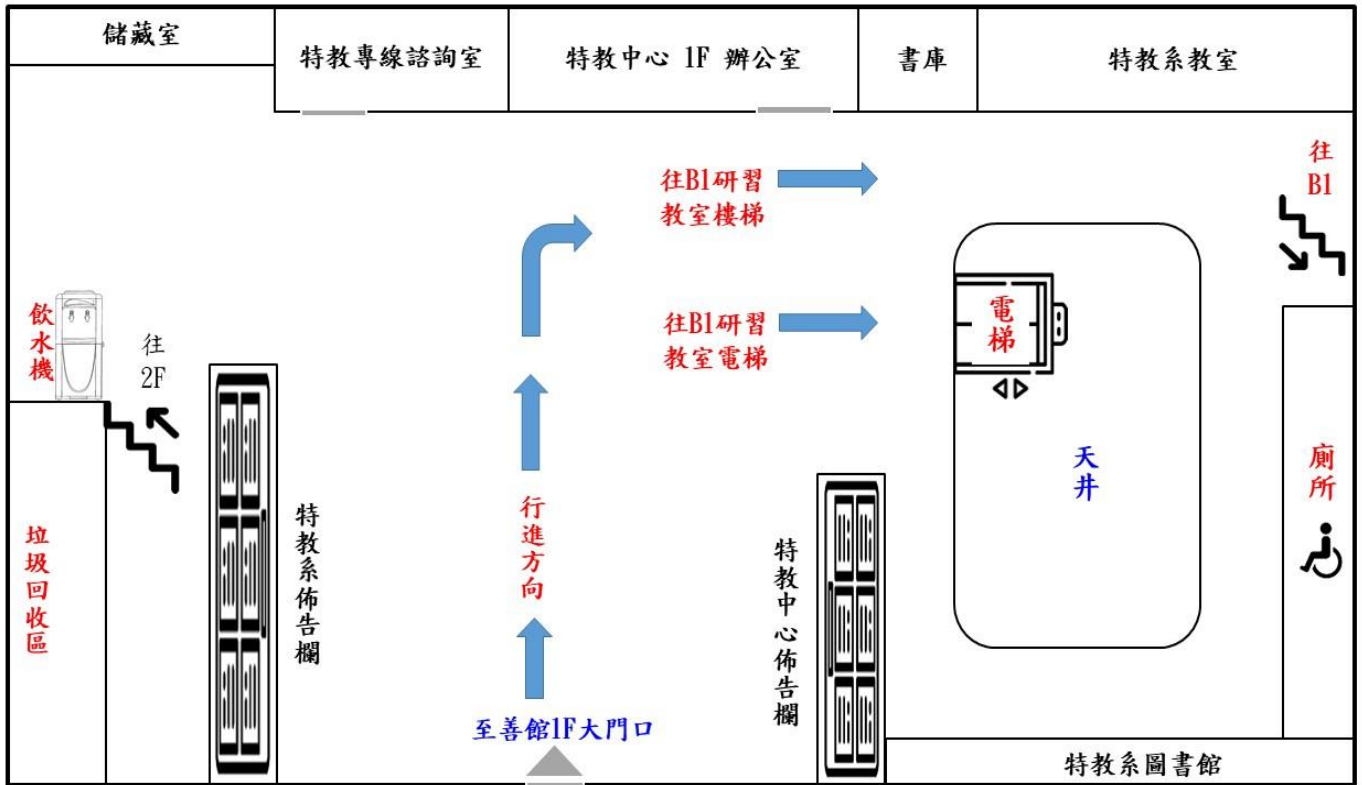 儲藏室
特教專線諮詢室
特教中心 1F 辦公室
書庫
特教系教室
往B1研習
教室樓梯
往
B1
飲水機
往
2F
往B1研習
教室電梯
電梯
天井
廁所
行進方向
特教系佈告欄
特教中心佈告欄
垃圾回收區
至善館1F大門口
特教系圖書館